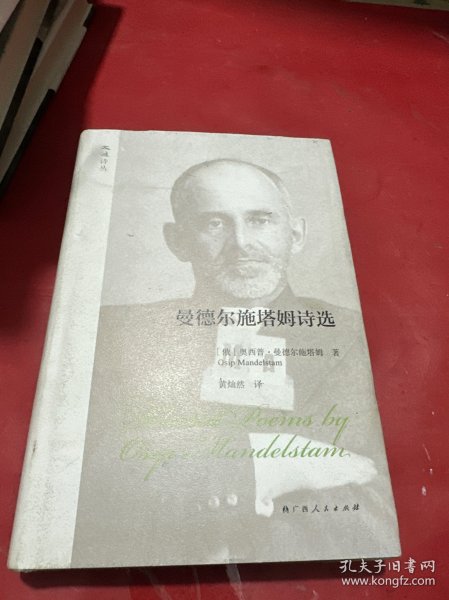 文逓诗丛
曼德尔施塔姆诗选
［俄］奥西普·曼德尔施塔姆 著
Osip Mandelstam
黄灿然 译
Selected Poems by
Osip Mandelstam
广西人民出版社
孔夫子旧书网
www.kongfz.com